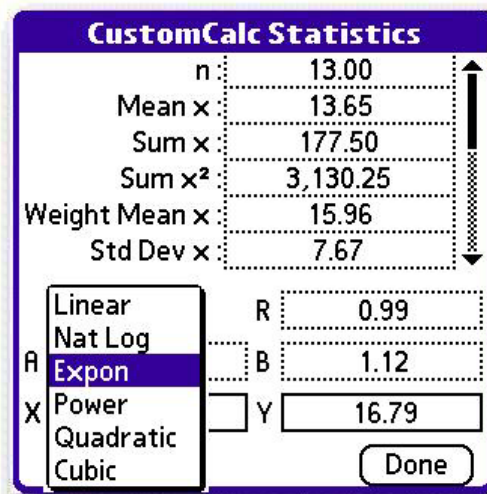 CustomCalc Statistics
n : 13.00
Mean x : 13.65
Sum x : 177.50
Sum x² : 3,130.25
Weight Mean x : 15.96
Std Dev x : 7.67
Linear
R 0.99
Nat Log
A Expon B 1.12
X Power Y 16.79
Quadratic
Cubic
Done